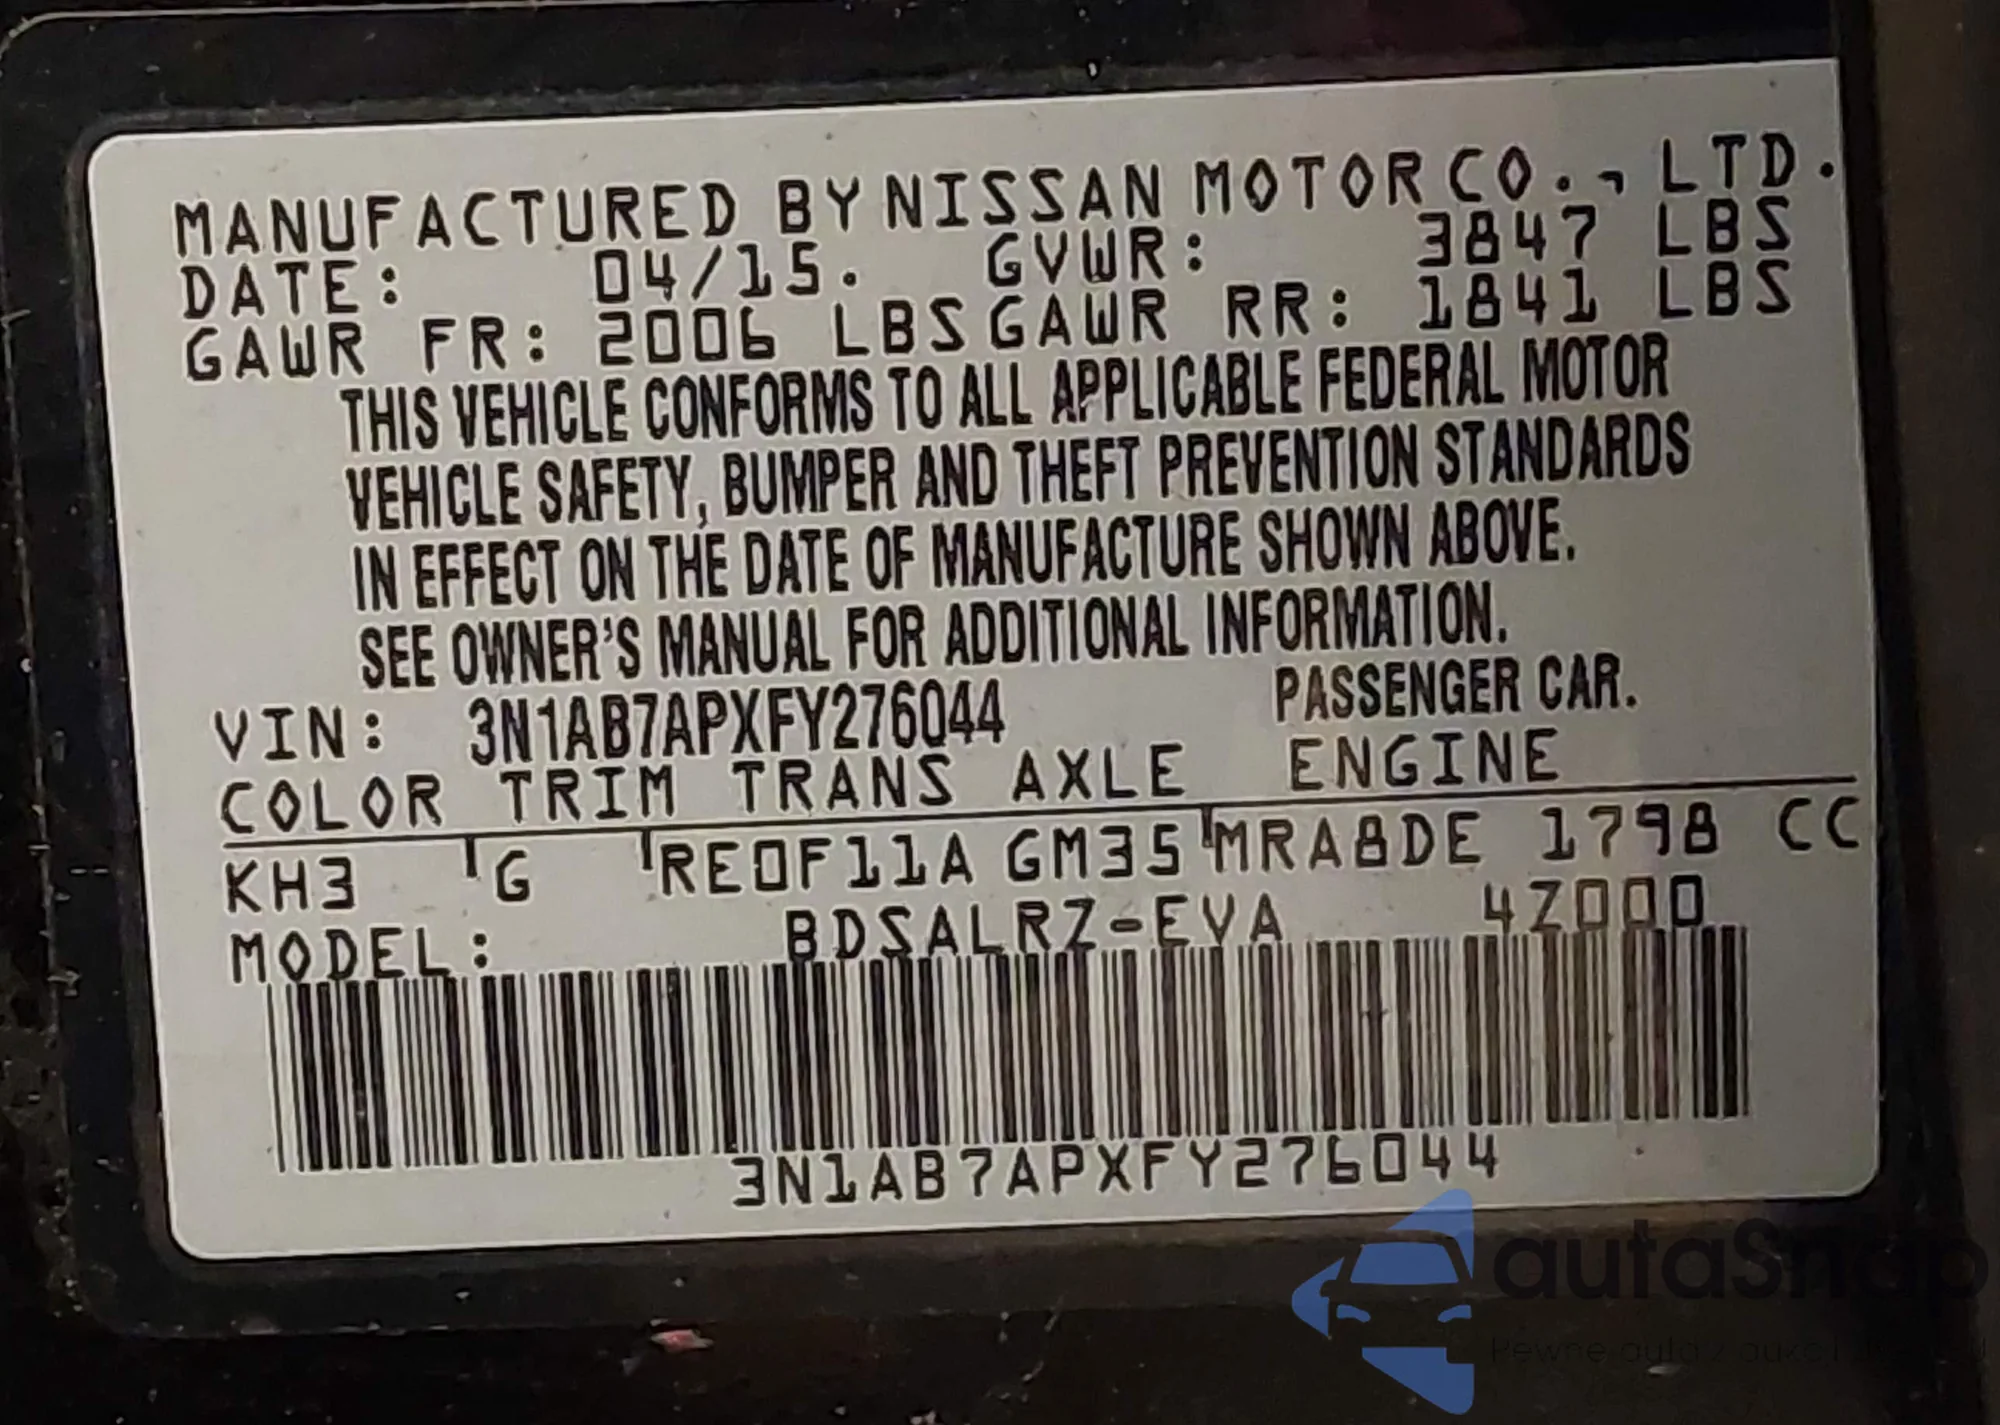 MANUFACTURED BY NISSAN MOTOR CO., LTD.
DATE: 04/15. GVWR: 3847 LBS
GAWR FR: 2006 LBS GAWR RR: 1841 LBS
THIS VEHICLE CONFORMS TO ALL APPLICABLE FEDERAL MOTOR
VEHICLE SAFETY, BUMPER AND THEFT PREVENTION STANDARDS
IN EFFECT ON THE DATE OF MANUFACTURE SHOWN ABOVE.
SEE OWNER'S MANUAL FOR ADDITIONAL INFORMATION.
VIN: 3N1AB7APXFY276044 PASSENGER CAR.
COLOR TRIM TRANS AXLE ENGINE
KH3 G RE0F11A GM35 MRA8DE 1798 CC
MODEL: BDSALRZ-EVA 4Z000
3N1AB7APXFY276044
autaSnap
Pewne auta z